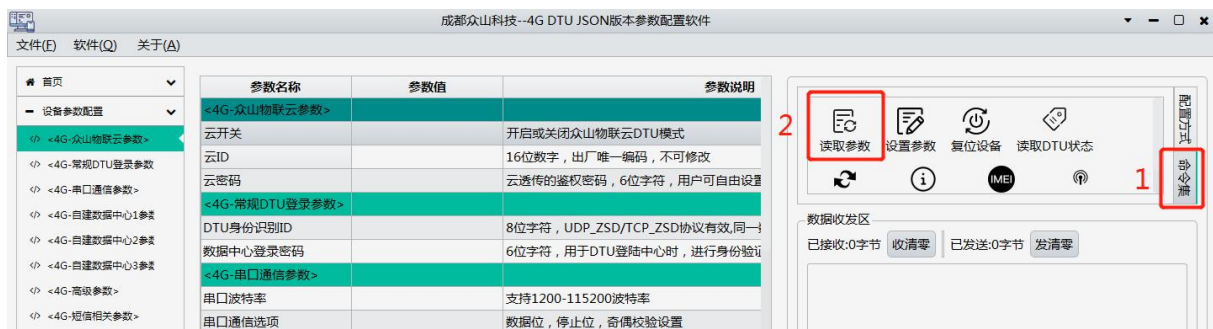 成都众山科技--4G DTU JSON版本参数配置软件
文件(F) 软件(Q) 关于(A)
首页
设备参数配置
<4G-众山物联云参数>
<4G-常规DTU登录参数
<4G-串口通信参数>
<4G-自建数据中心1参
<4G-自建数据中心2参
<4G-自建数据中心3参
<4G-高级参数>
<4G-短信相关参数>
参数名称 参数值 参数说明
<4G-众山物联云参数>
云开关 开启或关闭众山物联云DTU模式
云ID 16位数字，出厂唯一编码，不可修改
云密码 云透传的鉴权密码，6位字符，用户可自由设置
<4G-常规DTU登录参数>
DTU身份识别ID 8位字符，UDP_ZSD/TCP_ZSD协议有效,同一
数据中心登录密码 6位字符，用于DTU登陆中心时，进行身份验证
<4G-串口通信参数>
串口波特率 支持1200-115200波特率
串口通信选项 数据位，停止位，奇偶校验设置
2
读取参数 设置参数 复位设备 读取DTU状态
IMEI
配置方式
1
命令集
数据收发区
已接收:0字节 收清零 已发送:0字节 发清零